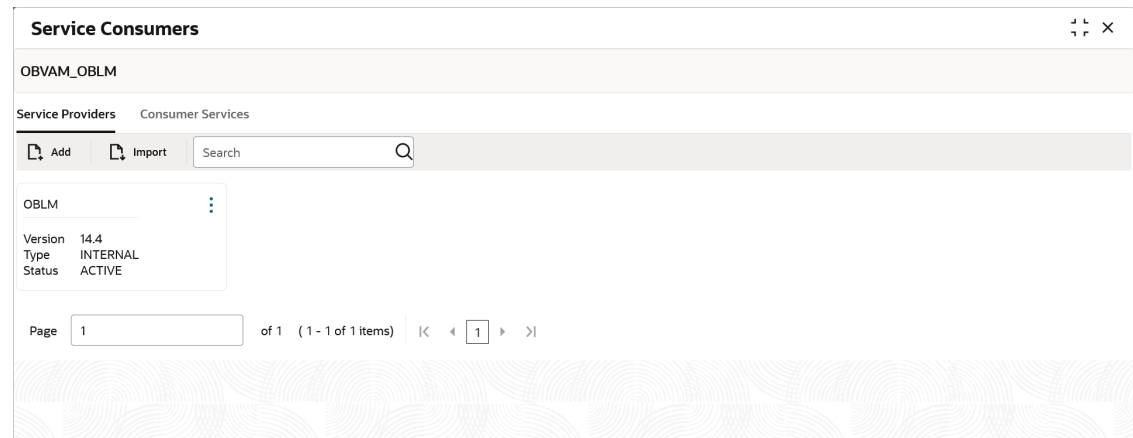 Service Consumers
OBVAM_OBLM
Service Providers Consumer Services
Add Import Search
OBLM
Version 14.4
Type INTERNAL
Status ACTIVE
Page 1 of 1 ( 1 - 1 of 1 items) 1